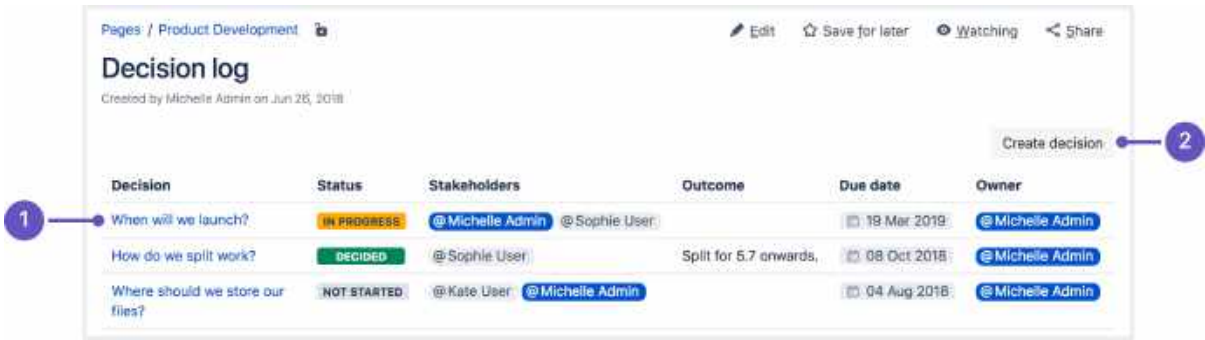 Pages / Product Development
Edit Save for later Watching Share
Decision log
Created by Michelle Admin on Jun 26, 2018
Create decision 2
Decision Status Stakeholders Outcome Due date Owner
1 When will we launch? IN PROGRESS @Michelle Admin @Sophie User 19 Mar 2019 @Michelle Admin
How do we split work? DECIDED @Sophie User Split for 5.7 onwards. 08 Oct 2018 @Michelle Admin
Where should we store our NOT STARTED @Kate User @Michelle Admin 04 Aug 2018 @Michelle Admin
files?